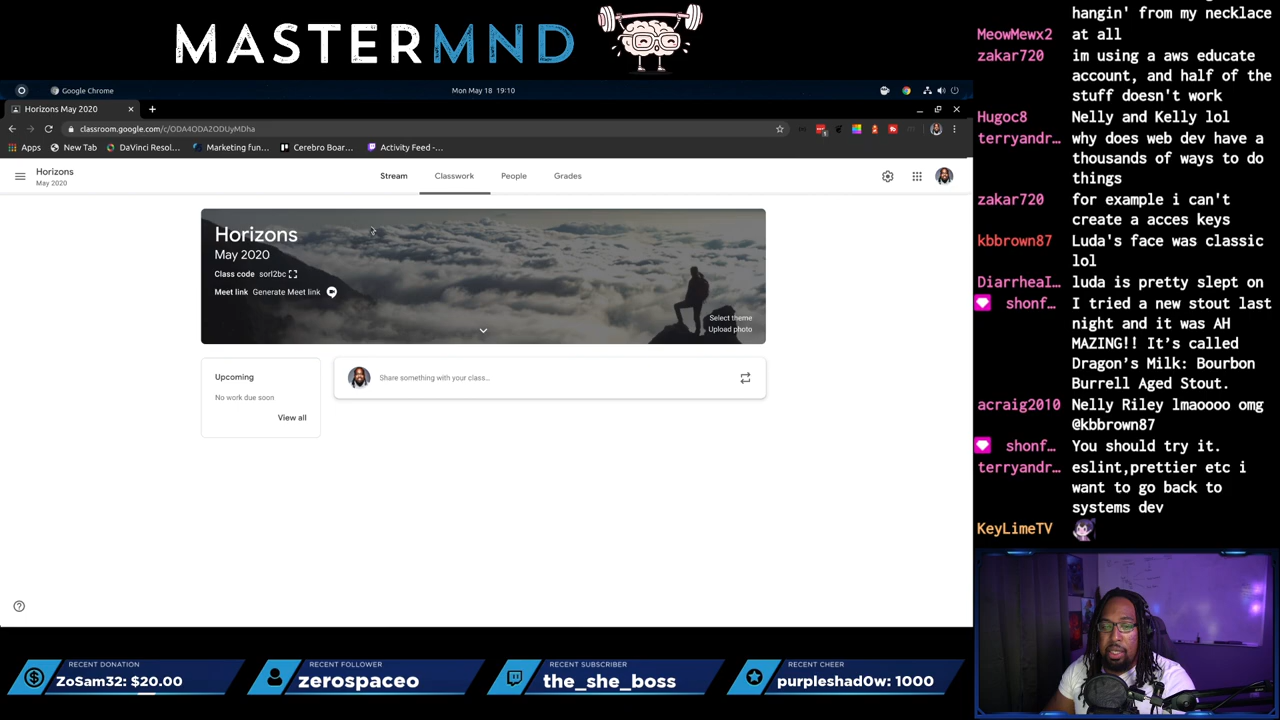 MASTERMND
Google Chrome
Mon May 18 19:10
Horizons May 2020
classroom.google.com/c/ODA4ODA2ODUyMDha
Apps
New Tab
DaVinci Resol...
Marketing fun...
Cerebro Boar...
Activity Feed -...
Horizons
May 2020
Stream
Classwork
People
Grades
Horizons
May 2020
Class code sorl2bc
Meet link Generate Meet link
Select theme
Upload photo
Upcoming
No work due soon
View all
Share something with your class...
hangin' from my necklace
MeowMewx2 at all
zakar720 im using a aws educate
account, and half of the
stuff doesn't work
Hugoc8 Nelly and Kelly lol
terryandr... why does web dev have a
thousands of ways to do
things
zakar720 for example i can't
create a acces keys
kbbrown87 Luda's face was classic
lol
DiarrheaI... luda is pretty slept on
shonf... I tried a new stout last
night and it was AH
MAZING!! It's called
Dragon's Milk: Bourbon
Burrell Aged Stout.
acraig2010 Nelly Riley lmaoooo omg
@kbbrown87
shonf... You should try it.
terryandr... eslint,prettier etc i
want to go back to
systems dev
KeyLimeTV
RECENT DONATION
ZoSam32: $20.00
RECENT FOLLOWER
zerospaceo
RECENT SUBSCRIBER
the_she_boss
RECENT CHEER
purpleshad0w: 1000